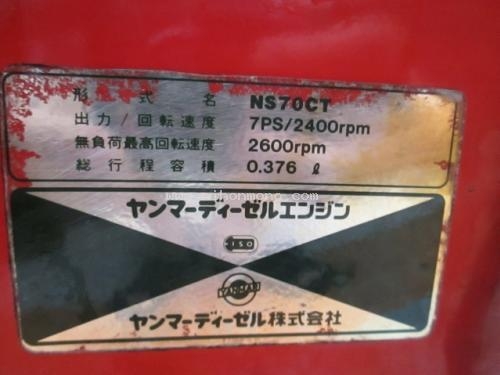 形式名 NS70CT
出力/回転速度 7PS/2400rpm
無負荷最高回転速度 2600rpm
総行程容積 0.376ℓ
ヤンマーディーゼルエンジン
ISO
YANMAR
ヤンマーディーゼル株式会社